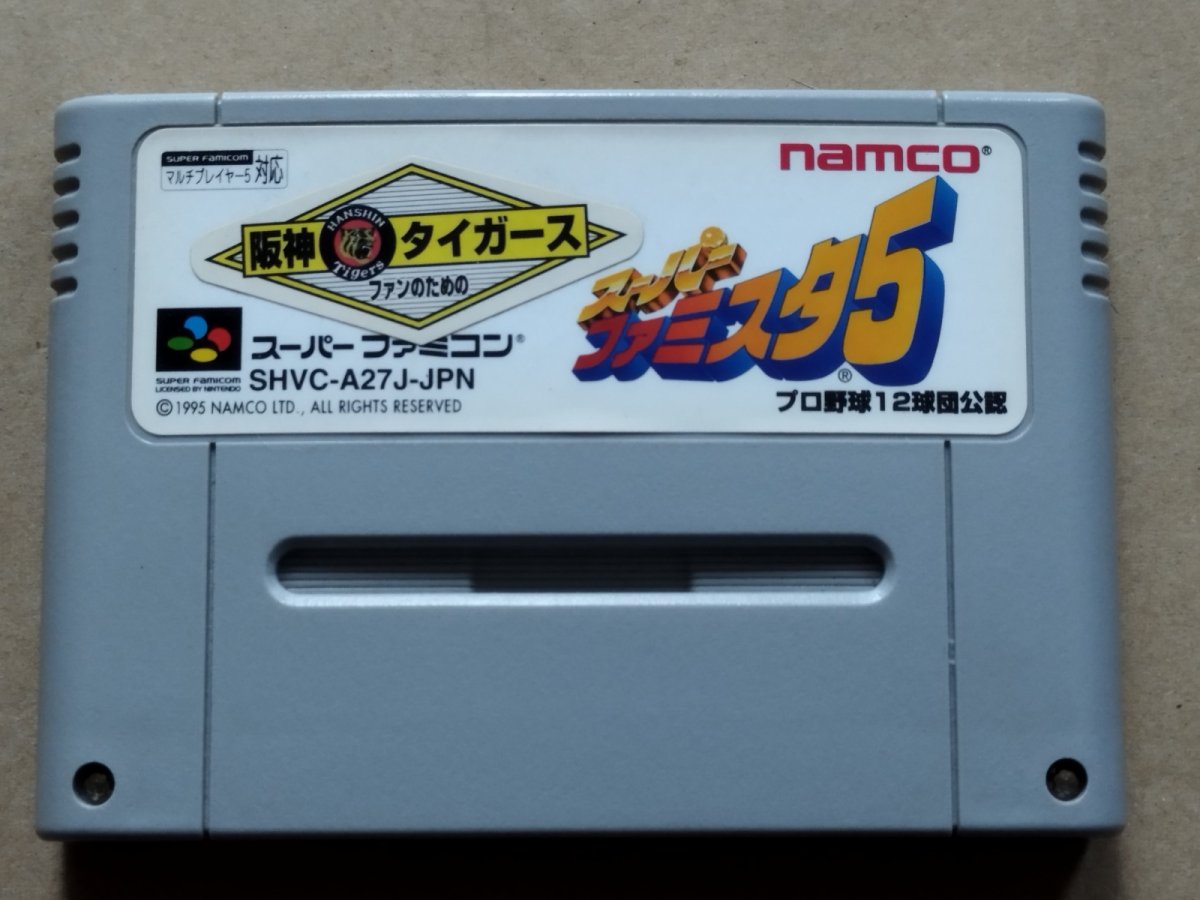 SUPER FAMICOM
マルチプレイヤー5 対応
namco®
阪神
HANSHIN
Tigers
タイガース
ファンのための
スーパー
ファミスタ5
®
スーパー ファミコン®
SUPER FAMICOM
LICENSED BY NINTENDO
SHVC-A27J-JPN
© 1995 NAMCO LTD., ALL RIGHTS RESERVED
プロ野球12球団公認